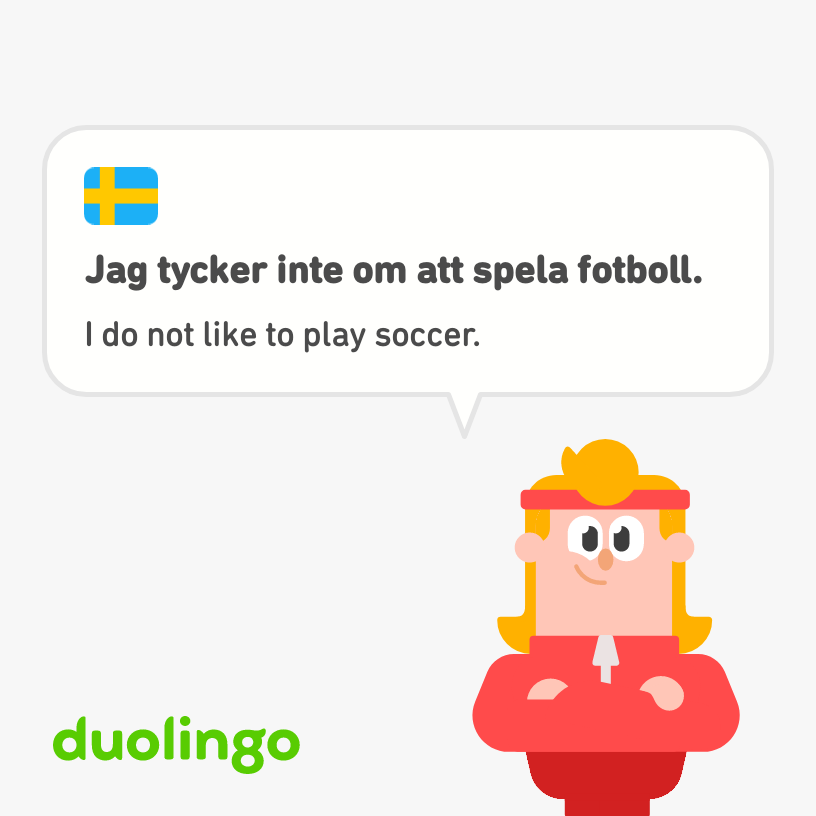 Jag tycker inte om att spela fotboll.
I do not like to play soccer.
duolingo